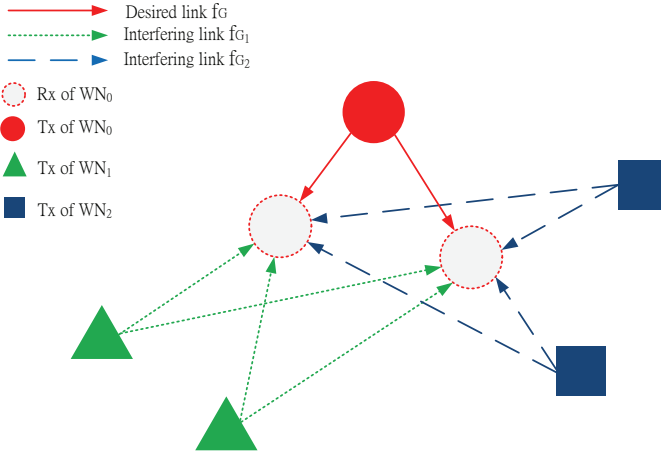 Desired link fG
Interfering link fG1
Interfering link fG2
Rx of WN0
Tx of WN0
Tx of WN1
Tx of WN2